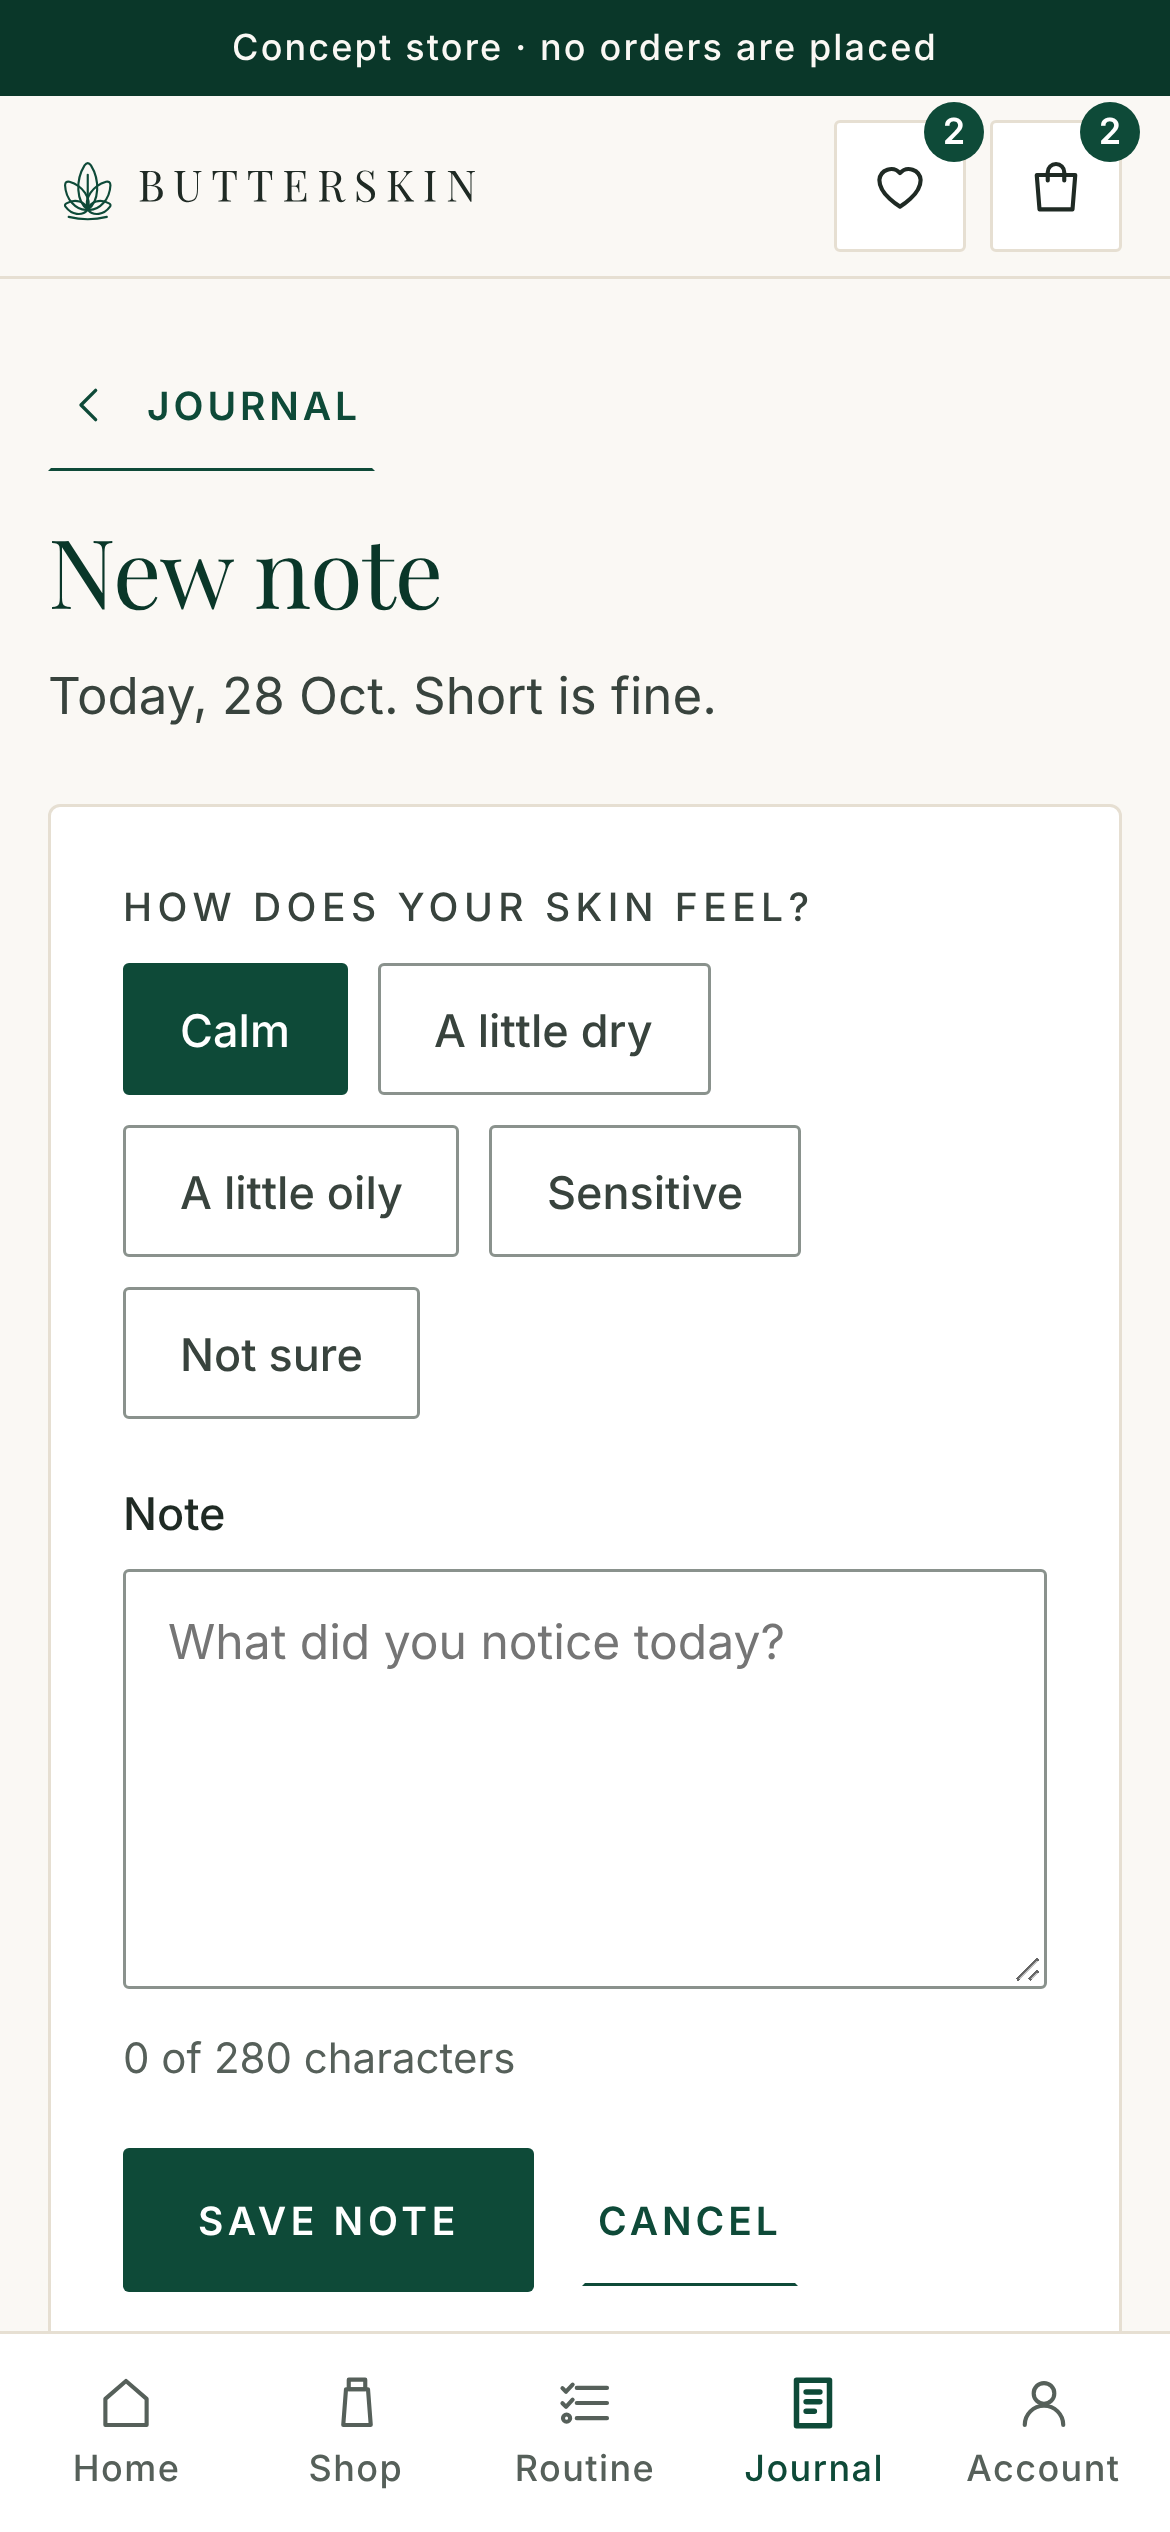 Concept store · no orders are placed
BUTTERSKIN
2
2
JOURNAL
New note
Today, 28 Oct. Short is fine.
HOW DOES YOUR SKIN FEEL?
Calm
A little dry
A little oily
Sensitive
Not sure
Note
What did you notice today?
0 of 280 characters
SAVE NOTE
CANCEL
Home
Shop
Routine
Journal
Account